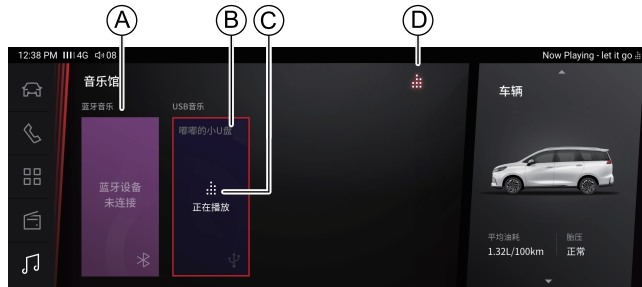 A
B
C
D
12:38 PM 4G 08
Now Playing - let it go
音乐馆
蓝牙音乐
USB音乐
嘟嘟的小U盘
蓝牙设备
未连接
正在播放
车辆
平均油耗
胎压
1.32L/100km
正常